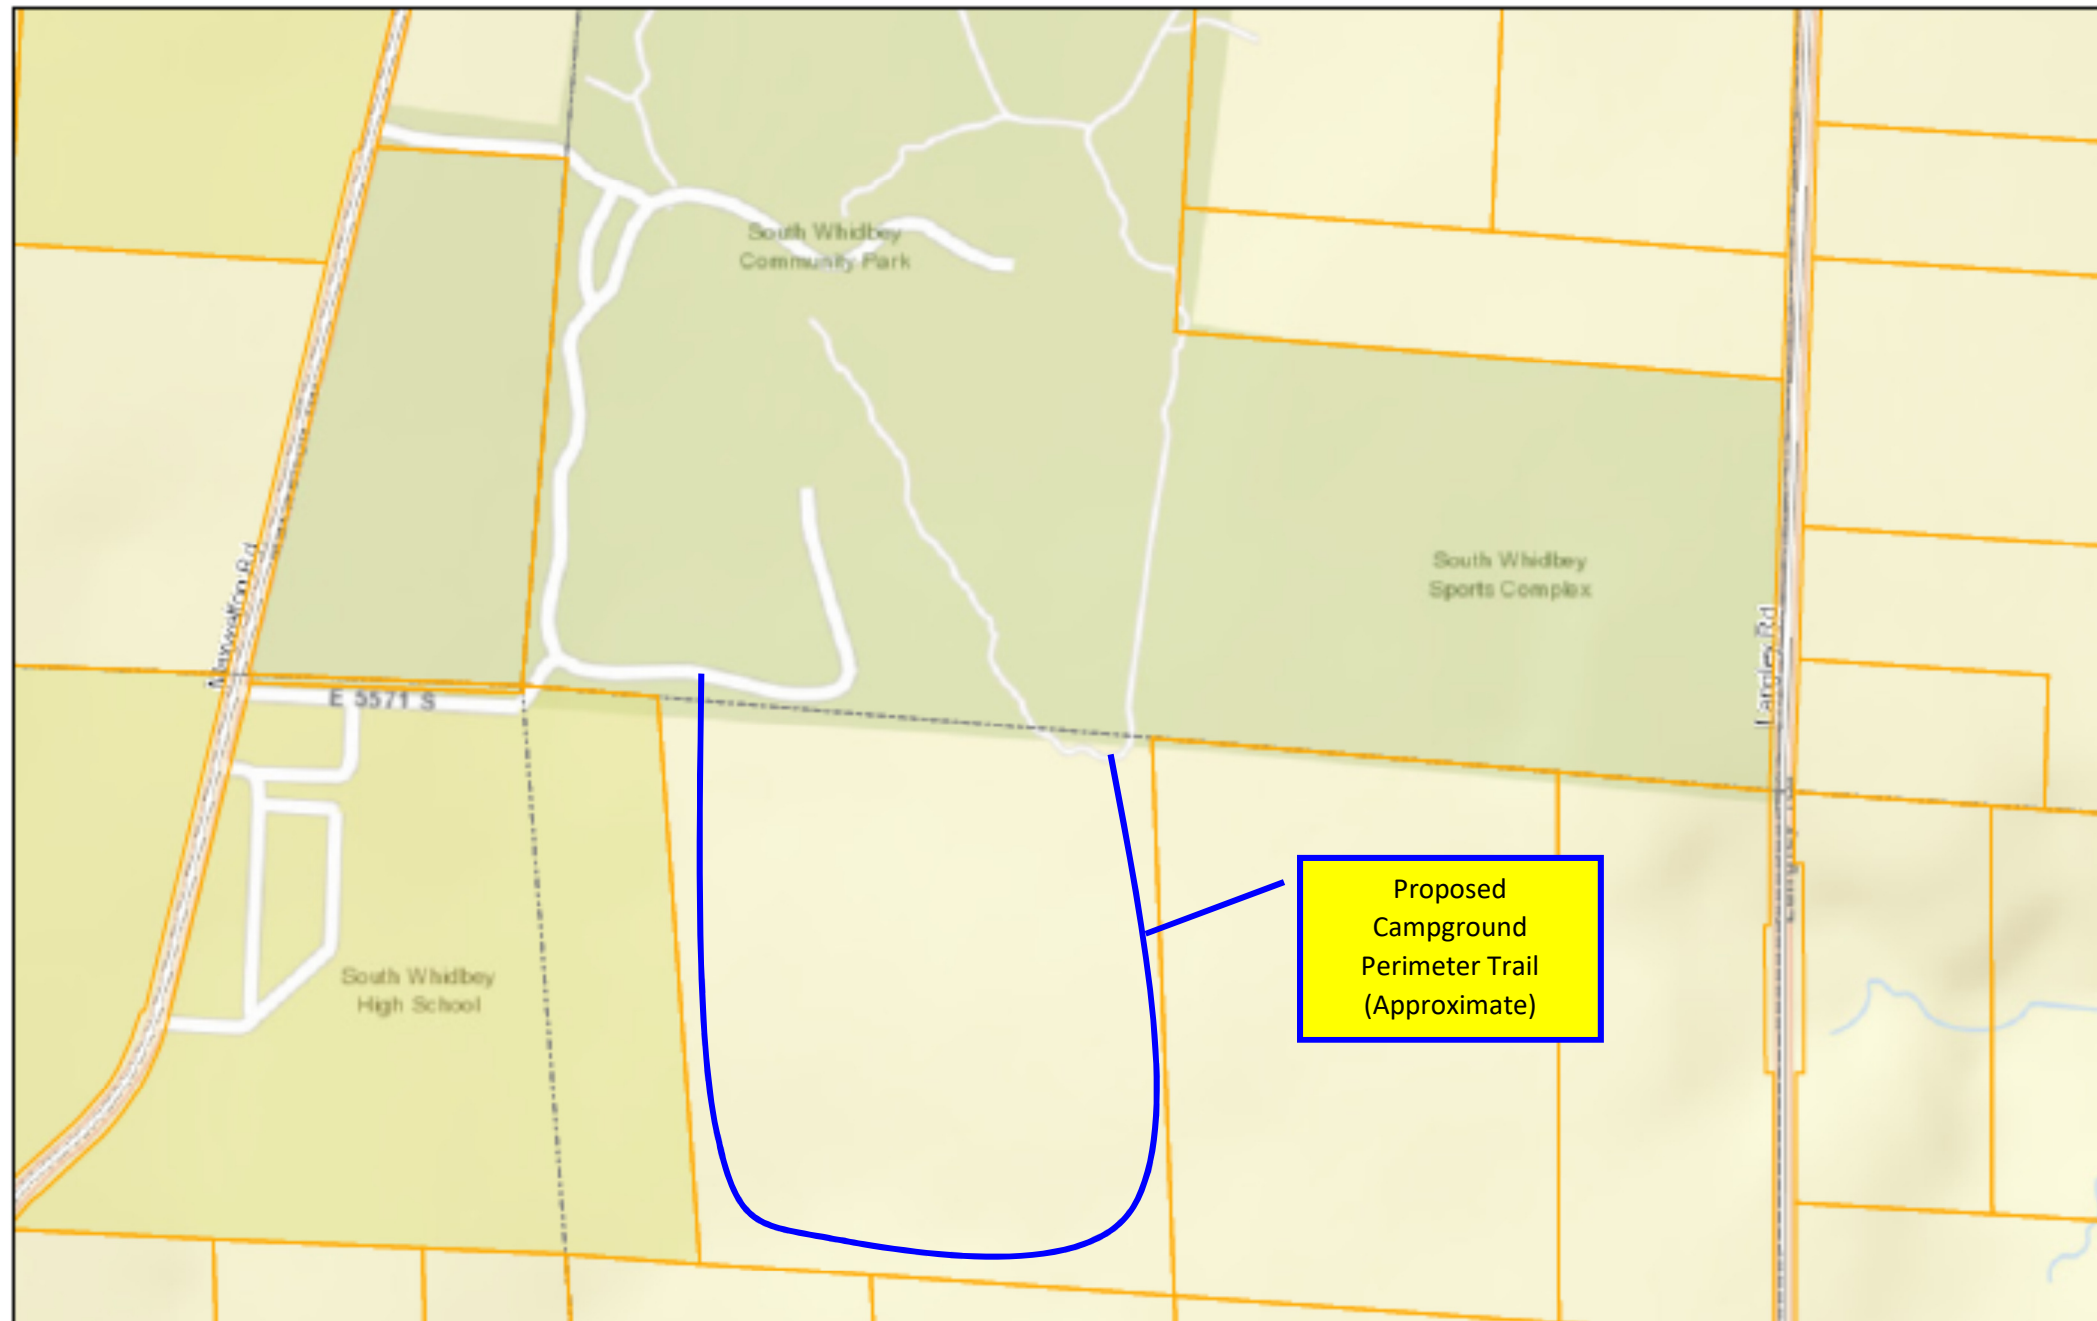 South Whidbey
Community Park
South Whidbey
Sports Complex
Maxwelton Rd
Langley Rd
E 5571 S
Proposed
Campground
Perimeter Trail
(Approximate)
South Whidbey
High School